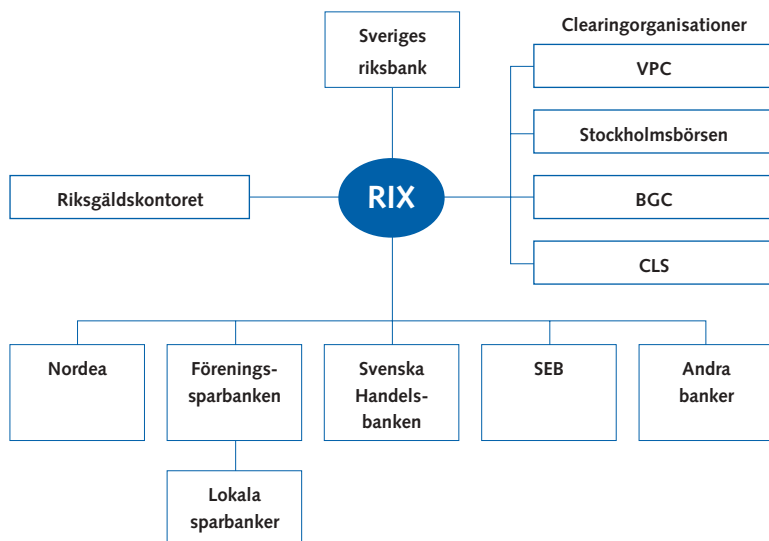 Sveriges
riksbank
Clearingorganisationer
VPC
Stockholmsbörsen
Riksgäldskontoret
RIX
BGC
CLS
Nordea
Förenings-
sparbanken
Svenska
Handels-
banken
SEB
Andra
banker
Lokala
sparbanker